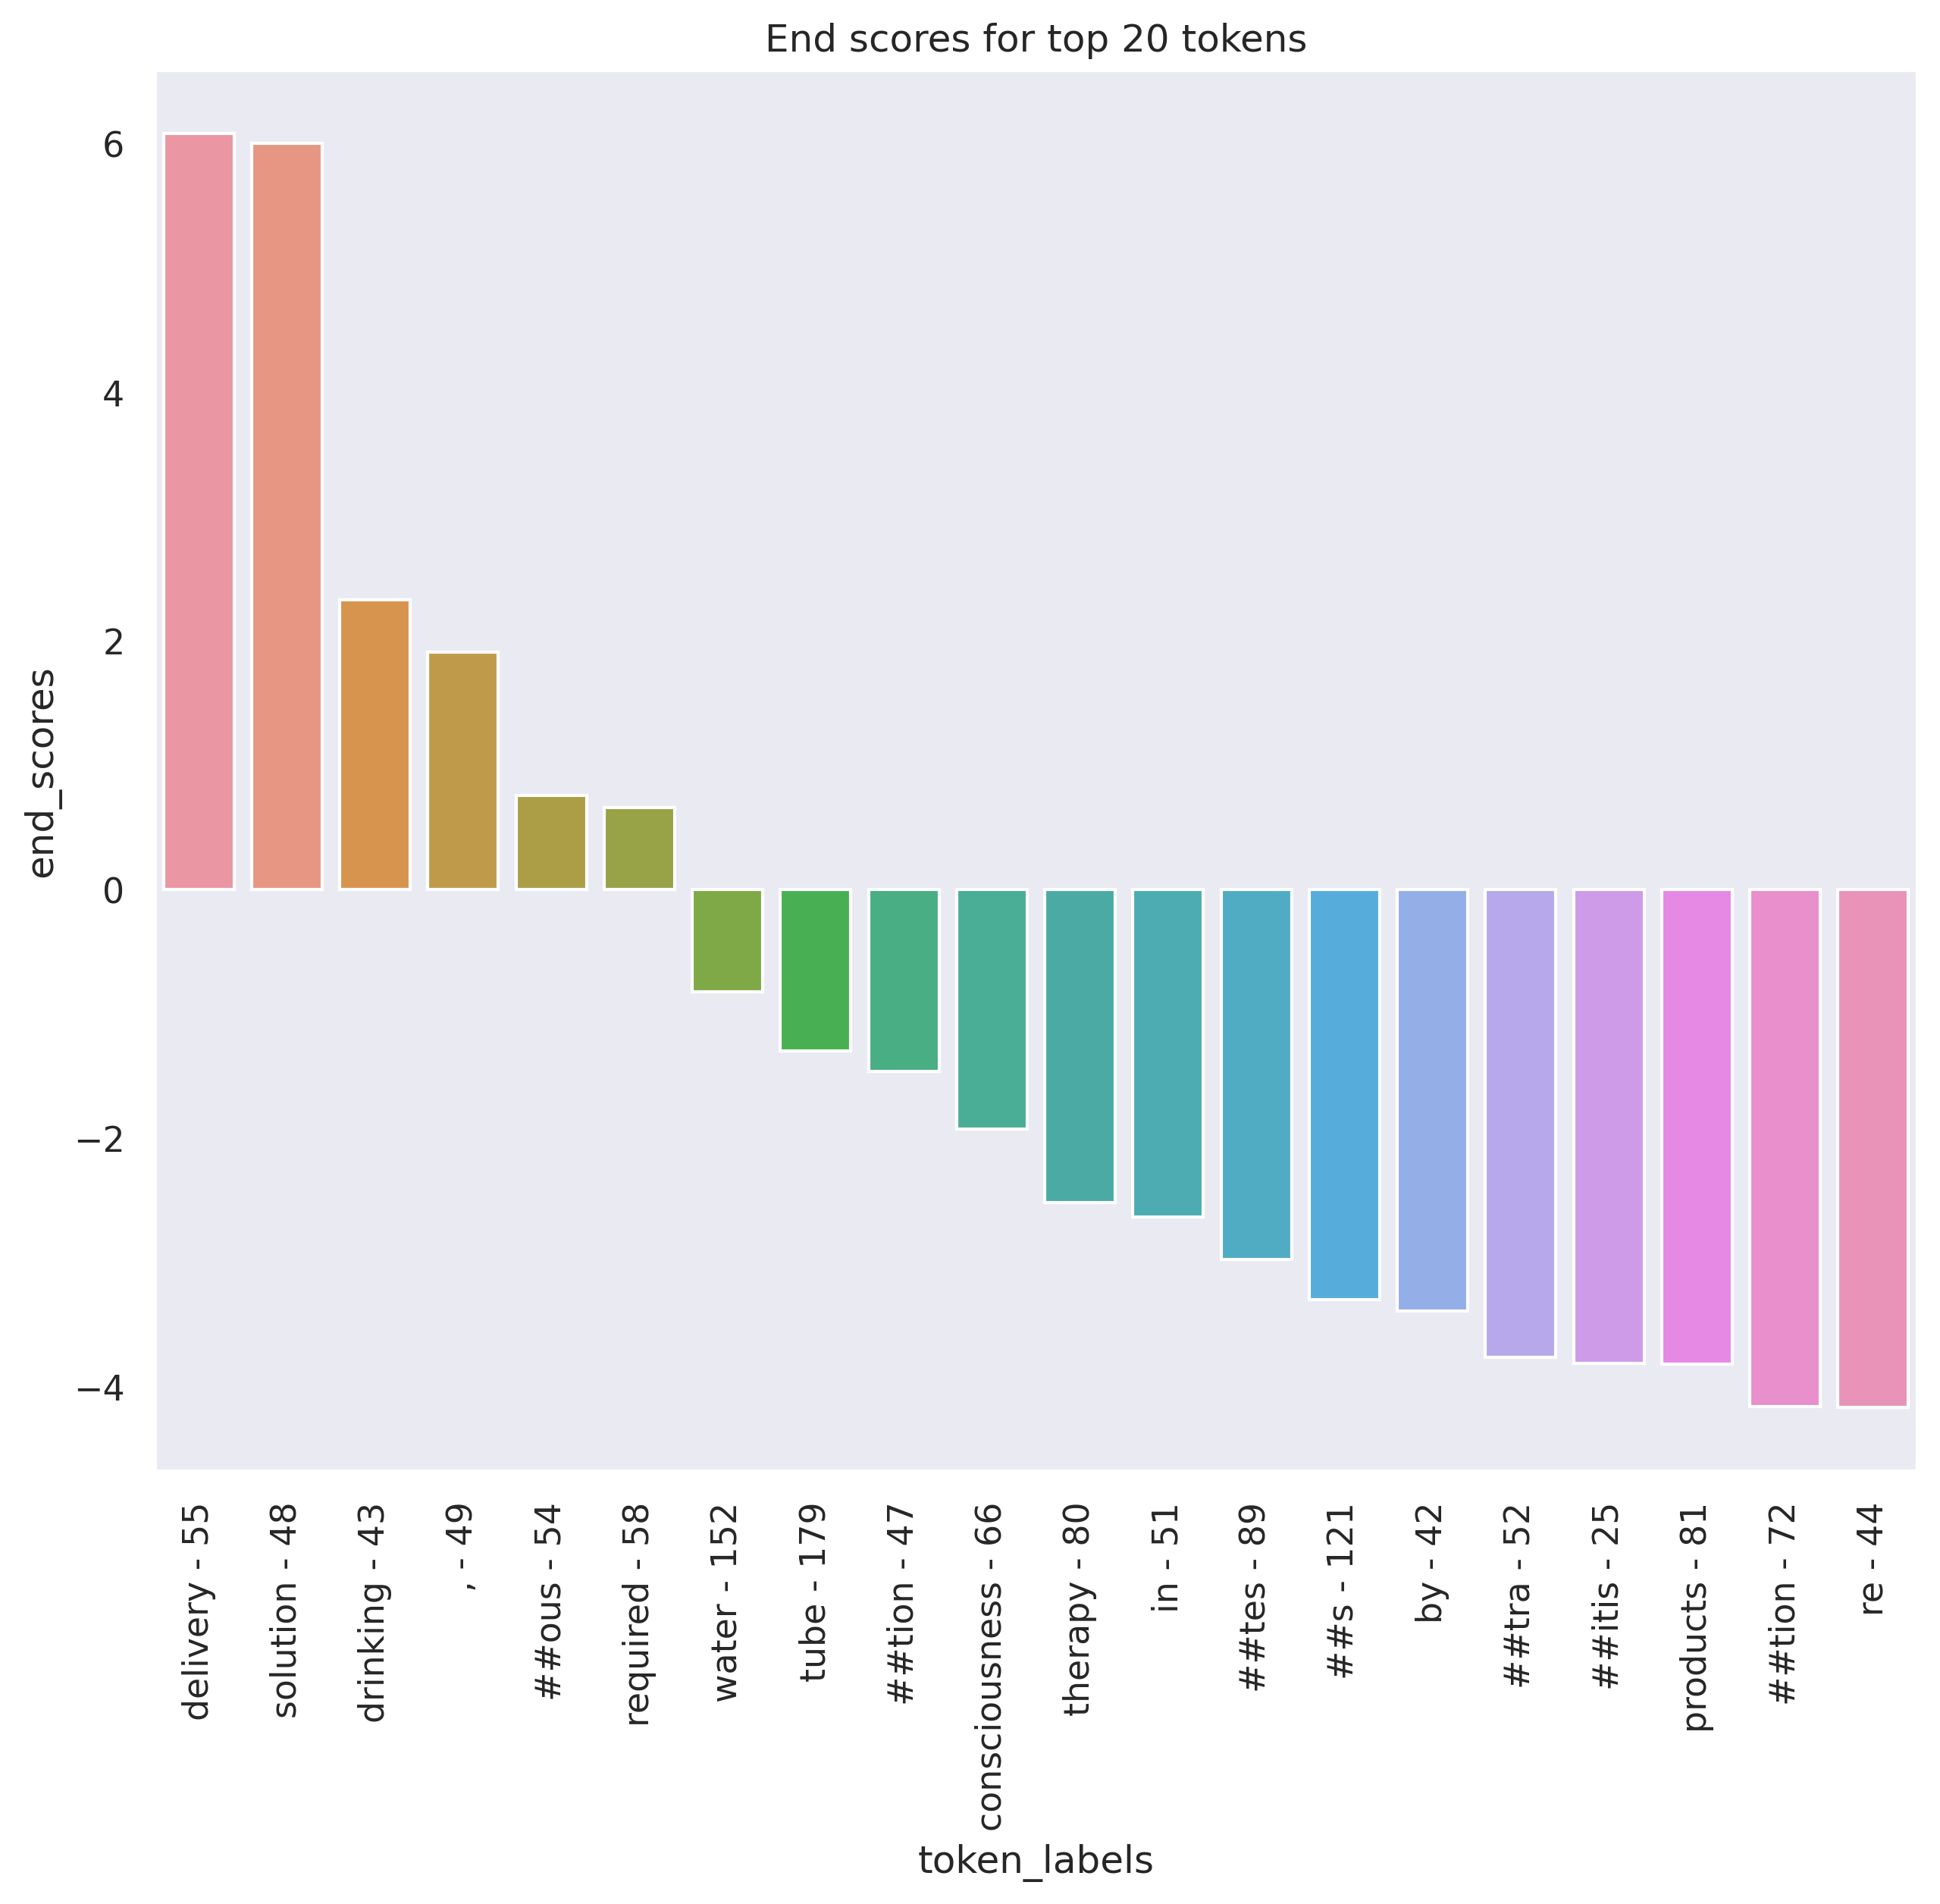 End scores for top 20 tokens
end_scores
6
4
2
0
−2
−4
delivery - 55
solution - 48
drinking - 43
, - 49
##ous - 54
required - 58
water - 152
tube - 179
##tion - 47
consciousness - 66
therapy - 80
in - 51
##tes - 89
##s - 121
by - 42
##tra - 52
##itis - 25
products - 81
##tion - 72
re - 44
token_labels